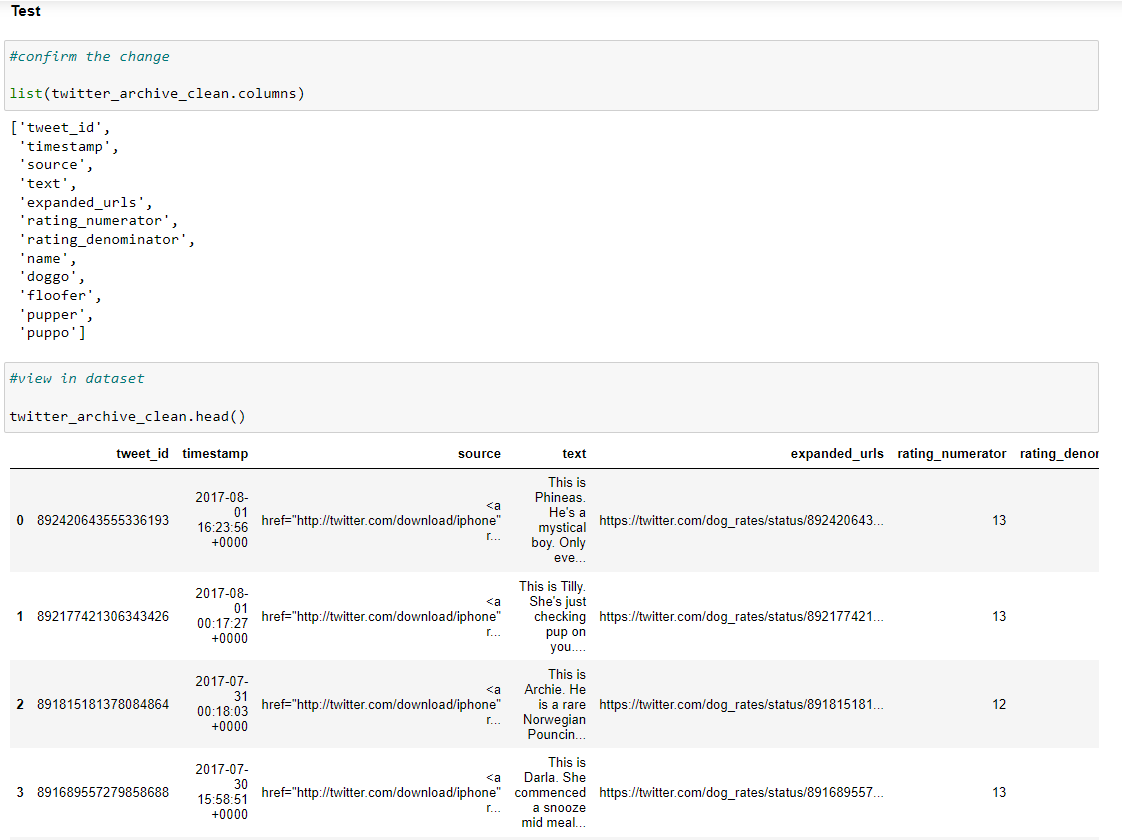 Test
#confirm the change
list(twitter_archive_clean.columns)
['tweet_id',
'timestamp',
'source',
'text',
'expanded_urls',
'rating_numerator',
'rating_denominator',
'name',
'doggo',
'floofer',
'pupper',
'puppo']
#view in dataset
twitter_archive_clean.head()
tweet_id timestamp source text expanded_urls rating_numerator rating_denor
0 892420643555336193 2017-08-
01
16:23:56
+0000 <a
href="http://twitter.com/download/iphone"
r... This is
Phineas.
He's a
mystical
boy. Only
eve... https://twitter.com/dog_rates/status/892420643... 13
1 892177421306343426 2017-08-
01
00:17:27
+0000 <a
href="http://twitter.com/download/iphone"
r... This is Tilly.
She's just
checking
pup on
you.... https://twitter.com/dog_rates/status/892177421... 13
2 891815181378084864 2017-07-
31
00:18:03
+0000 <a
href="http://twitter.com/download/iphone"
r... This is
Archie. He
is a rare
Norwegian
Pouncin... https://twitter.com/dog_rates/status/891815181... 12
3 891689557279858688 2017-07-
30
15:58:51
+0000 <a
href="http://twitter.com/download/iphone"
r... This is
Darla. She
commenced
a snooze
mid meal... https://twitter.com/dog_rates/status/891689557... 13